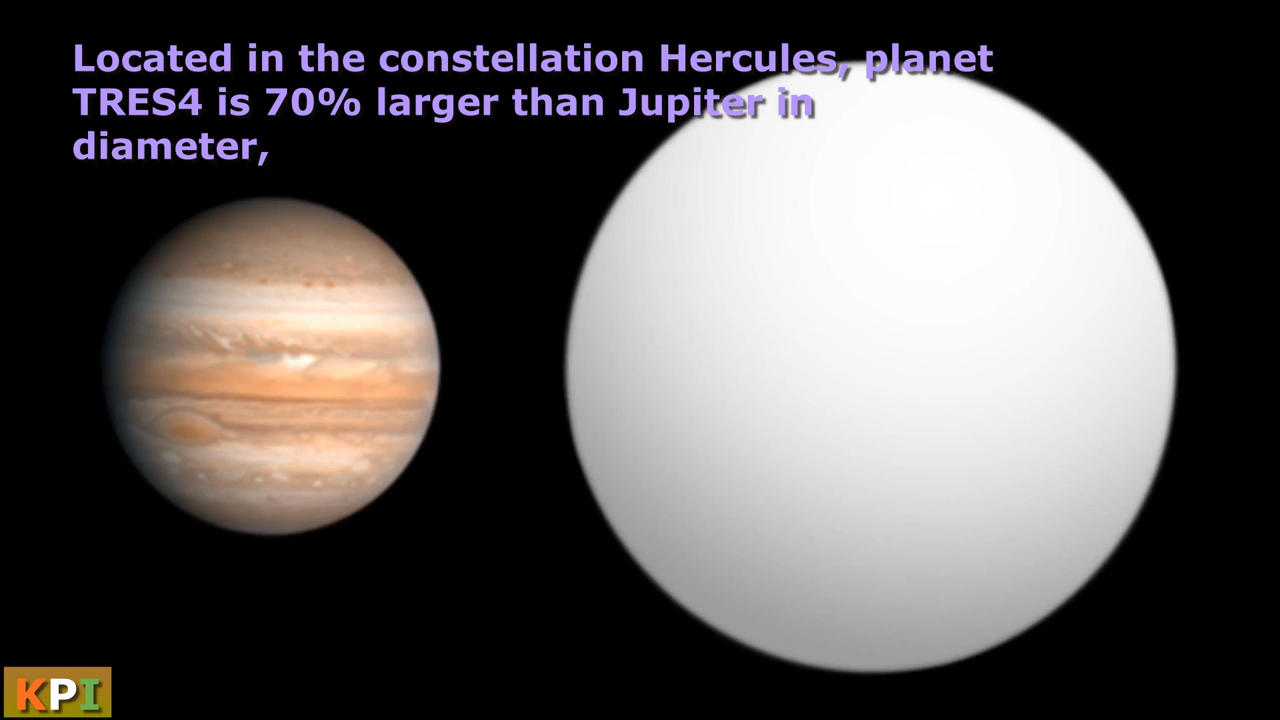 Located in the constellation Hercules, planet
TRES4 is 70% larger than Jupiter in
diameter,
KPI